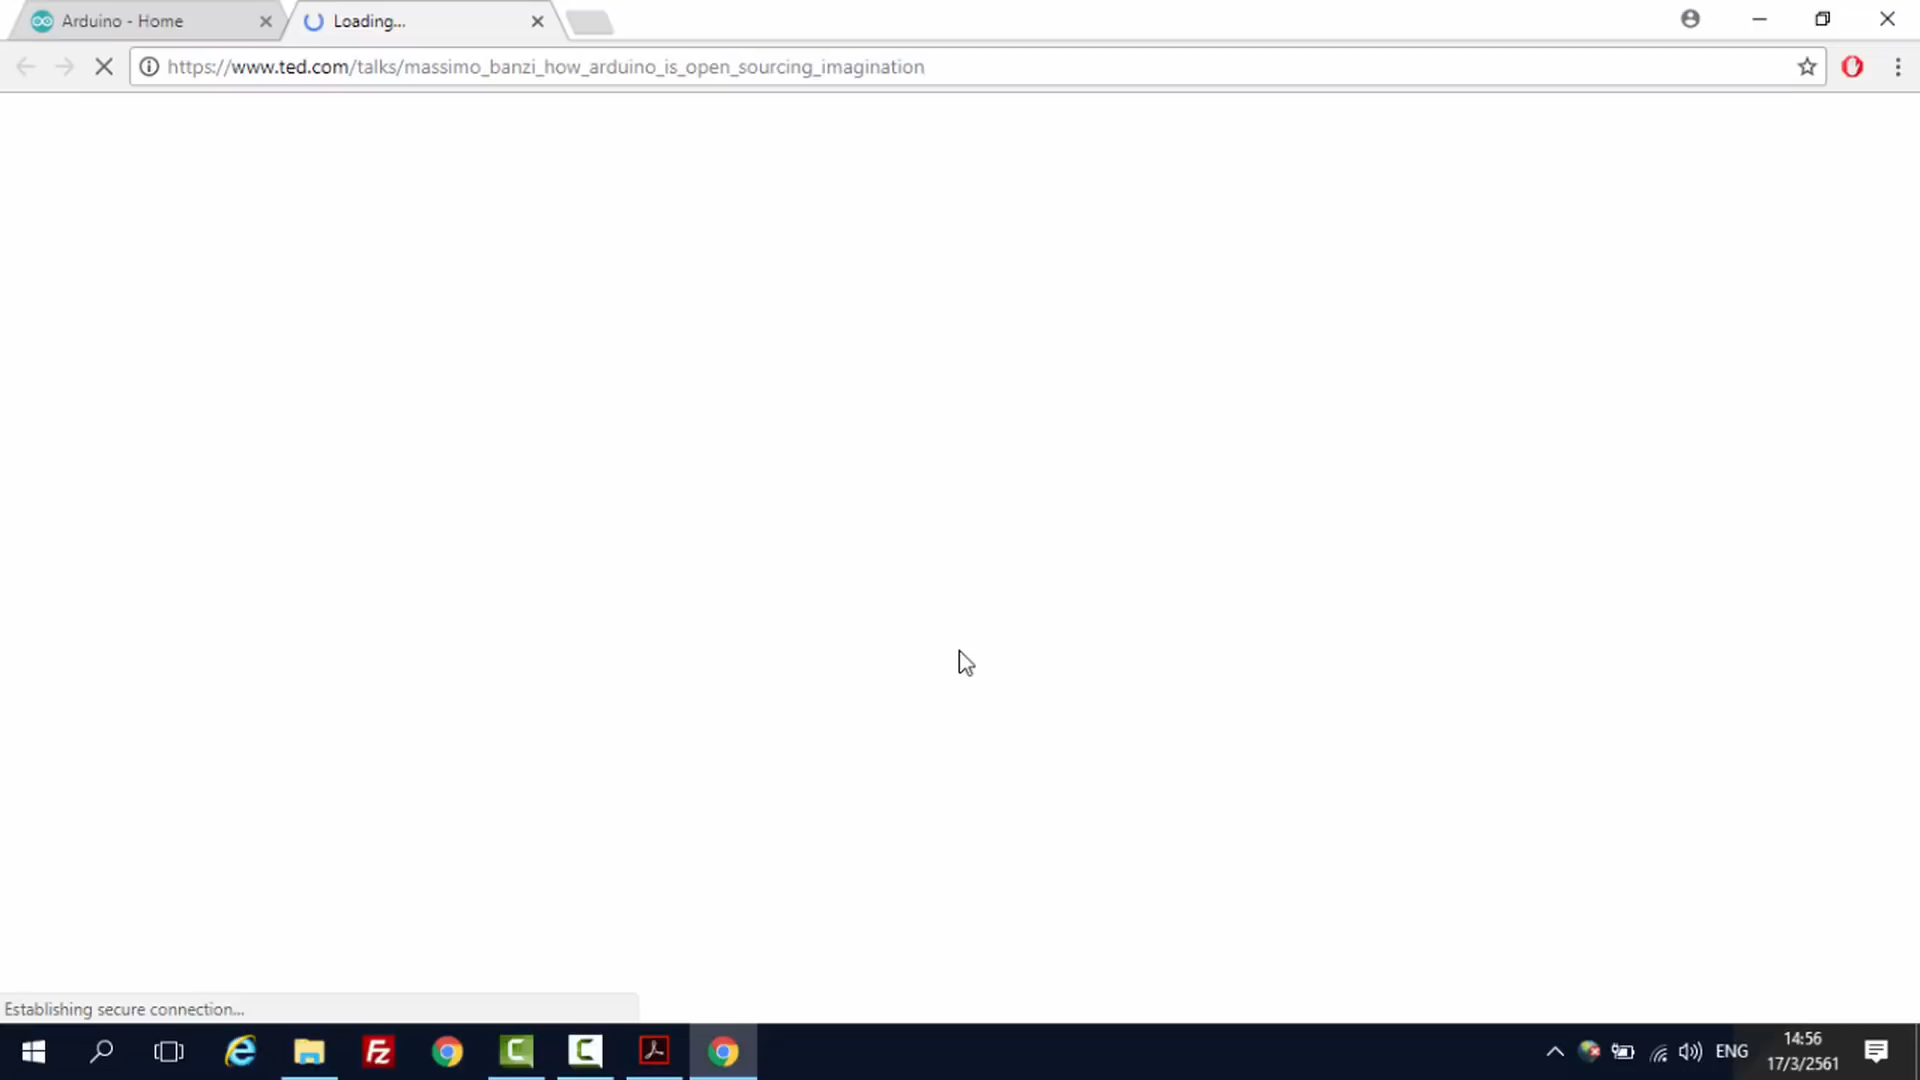 Arduino - Home
Loading...
https://www.ted.com/talks/massimo_banzi_how_arduino_is_open_sourcing_imagination
Establishing secure connection...
ENG
14:56
17/3/2561